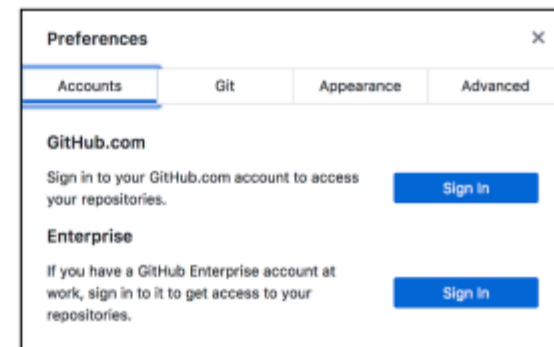 Preferences
Accounts Git Appearance Advanced
GitHub.com
Sign in to your GitHub.com account to access
your repositories.
Sign In
Enterprise
If you have a GitHub Enterprise account at
work, sign in to it to get access to your
repositories.
Sign In